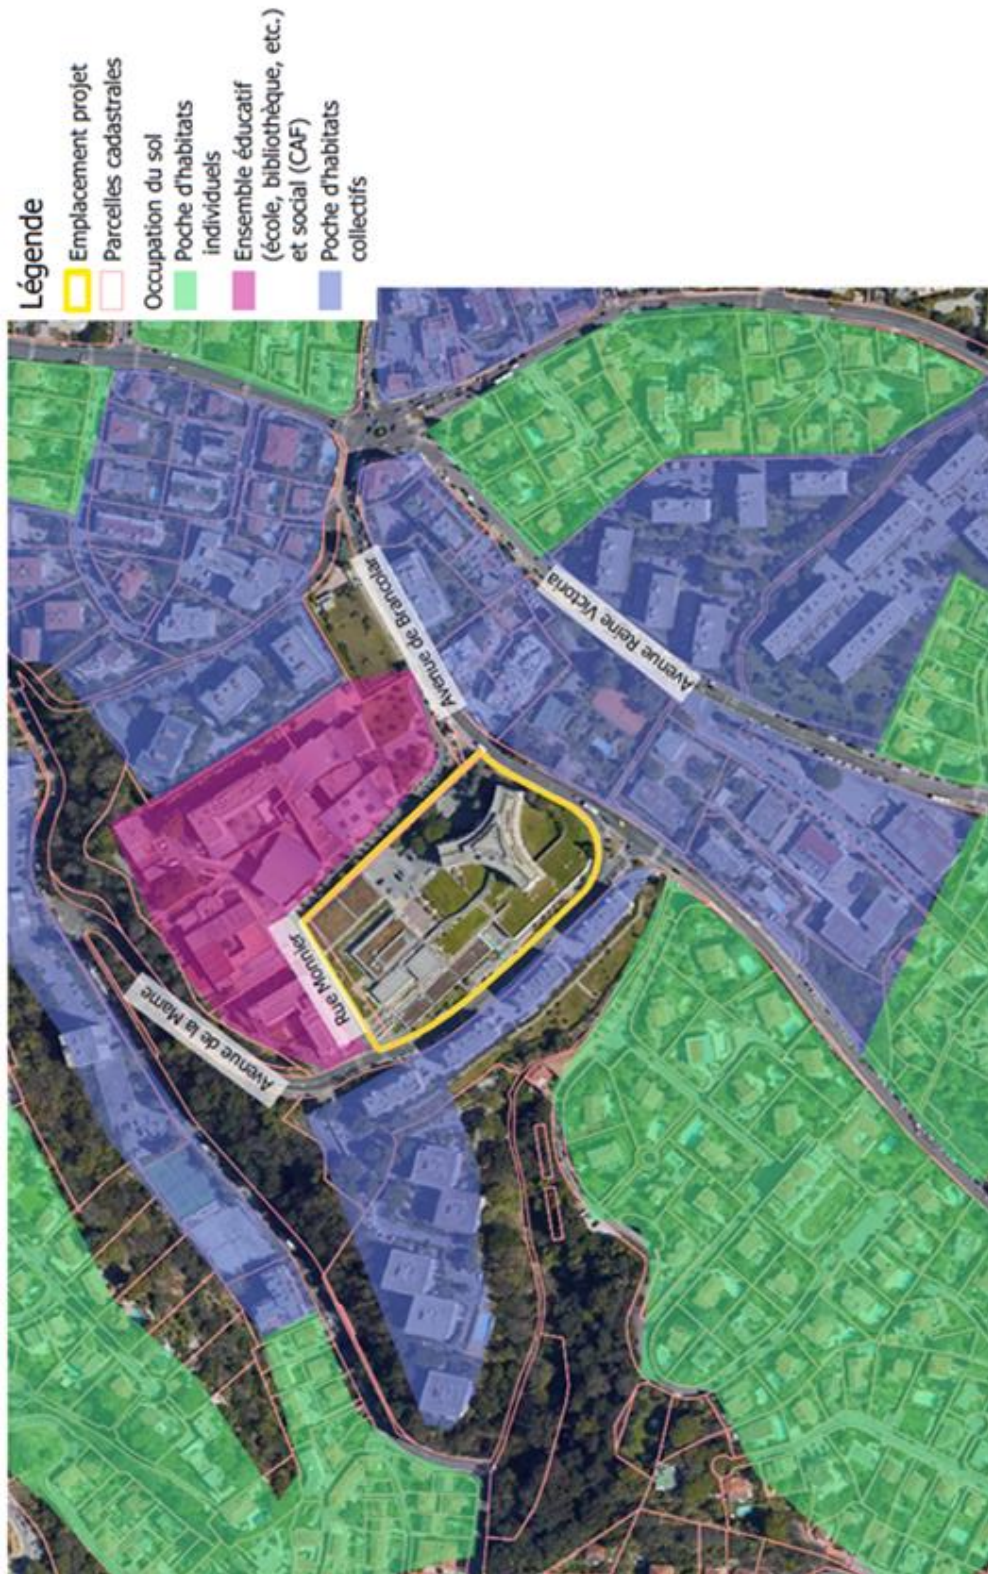 Légende
Emplacement projet
Parcelles cadastrales
Occupation du sol
Poche d'habitats
individuels
Ensemble éducatif
(école, bibliothèque, etc.)
et social (CAF)
Poche d'habitats
collectifs
Avenue de la Marne
Rue Monnier
Avenue de Brancolar
Avenue Reine Victoria